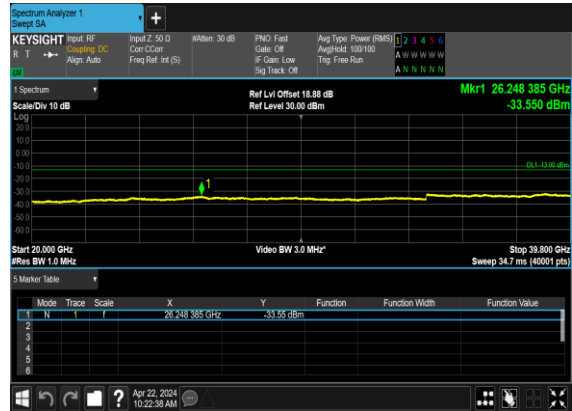 Spectrum Analyzer 1
Swept SA
+
KEYSIGHT Input: RF Input Z: 50 Ω #Atten: 30 dB PNO: Fast Avg Type: Power (RMS) 1 2 3 4 5 6
R T Coupling: DC Corr CCorr Gate: Off Avg|Hold: 100/100 A W W W W W
Align: Auto Freq Ref: Int (S) IF Gain: Low Trig: Free Run
LW Sig Track: Off A N N N N N
1 Spectrum Ref Lvl Offset 18.88 dB Mkr1 26.248 385 GHz
Scale/Div 10 dB Ref Level 30.00 dBm -33.550 dBm
Log
20.0
10.0
0.00
-10.0
DL1 -13.00 dBm
-20.0
1
-30.0
-40.0
-50.0
-60.0
Start 20.000 GHz Video BW 3.0 MHz* Stop 39.800 GHz
#Res BW 1.0 MHz Sweep 34.7 ms (40001 pts)
5 Marker Table
Mode Trace Scale X Y Function Function Width Function Value
1 N 1 f 26.248 385 GHz -33.55 dBm
2
3
4
5
6
? Apr 22, 2024
10:22:38 AM